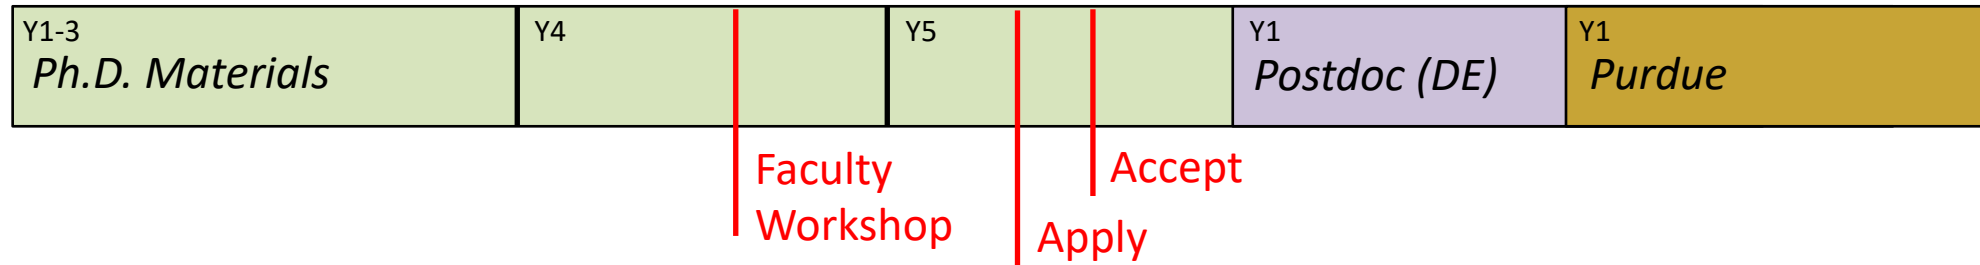 Y1-3
Ph.D. Materials
Y4
Y5
Y1
Postdoc (DE)
Y1
Purdue
Faculty
Workshop
Apply
Accept